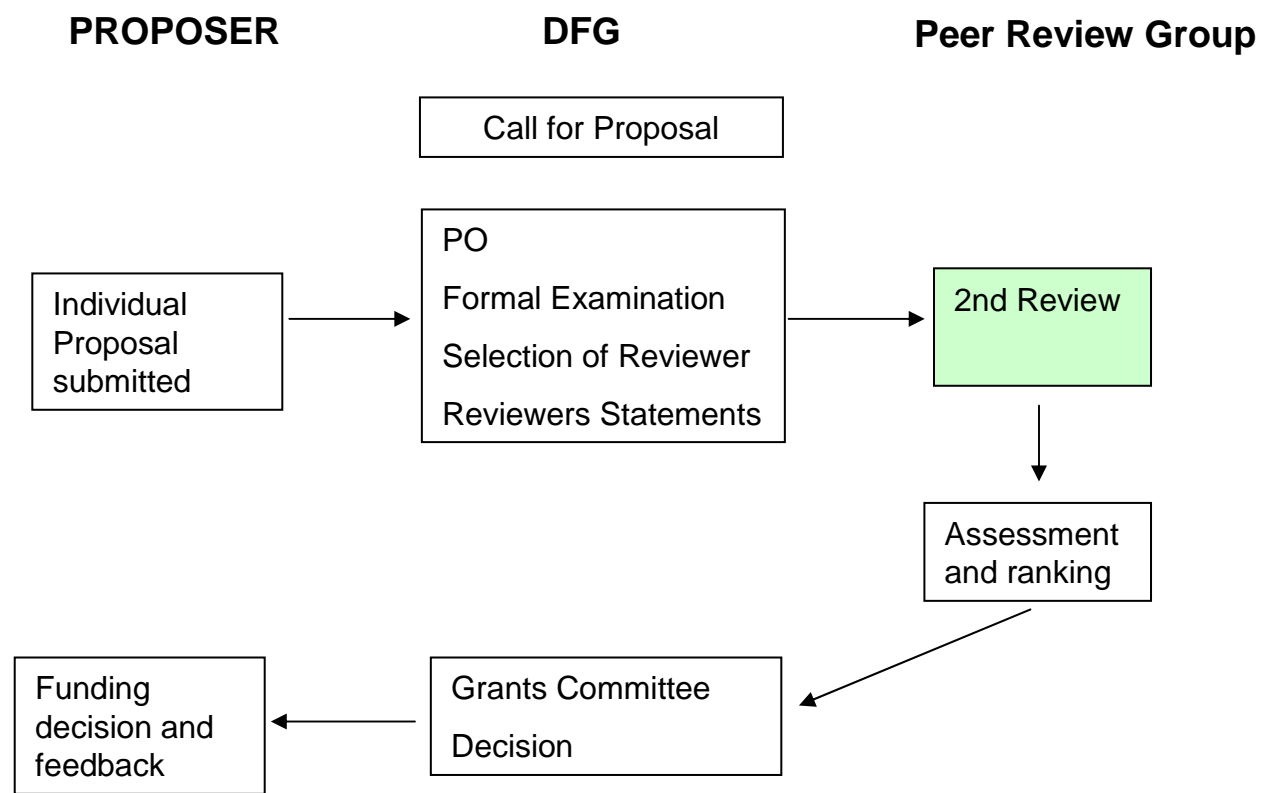 PROPOSER
DFG
Peer Review Group
Call for Proposal
Individual
Proposal
submitted
PO
Formal Examination
Selection of Reviewer
Reviewers Statements
2nd Review
Assessment
and ranking
Grants Committee
Decision
Funding
decision and
feedback